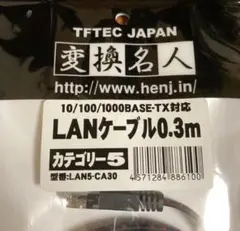 TFTEC JAPAN
変換名人
http://www.henj.in/
10/100/1000BASE-TX対応
LANケーブル0.3m
カテゴリー5
型番:LAN5-CA30
4571284886100